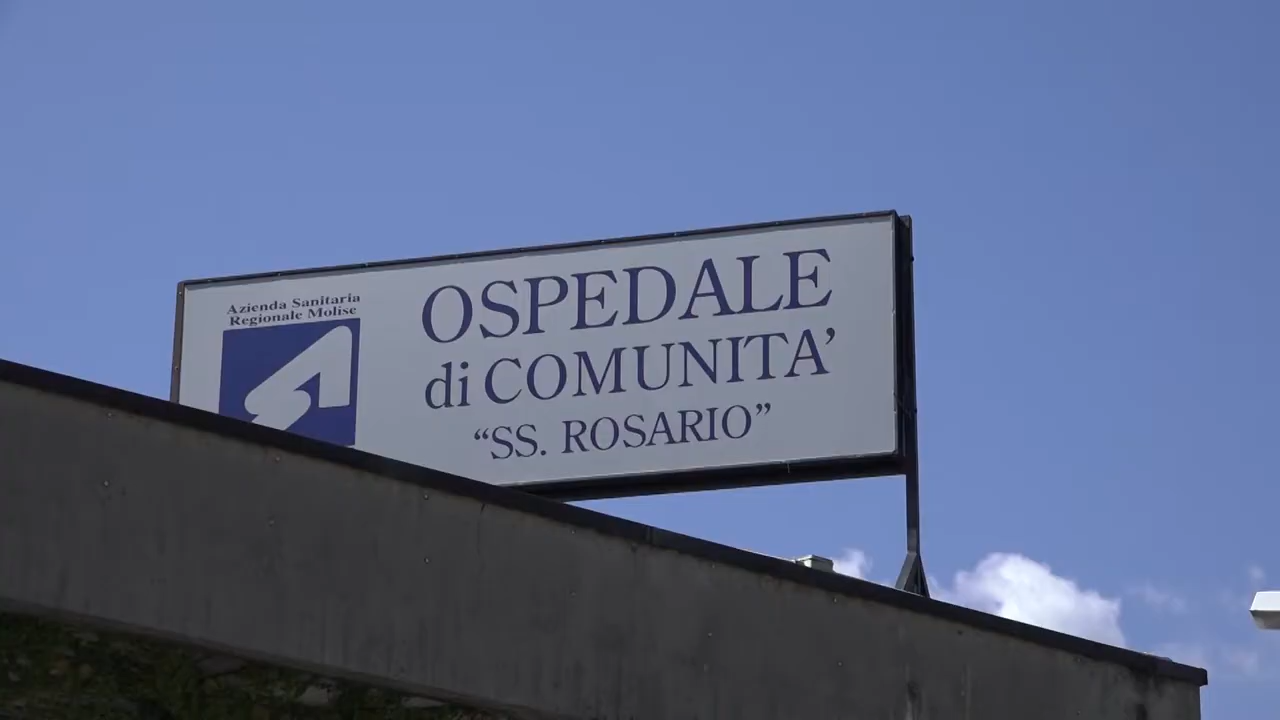 Azienda Sanitaria
Regionale Molise
OSPEDALE
di COMUNITA’
“SS. ROSARIO”